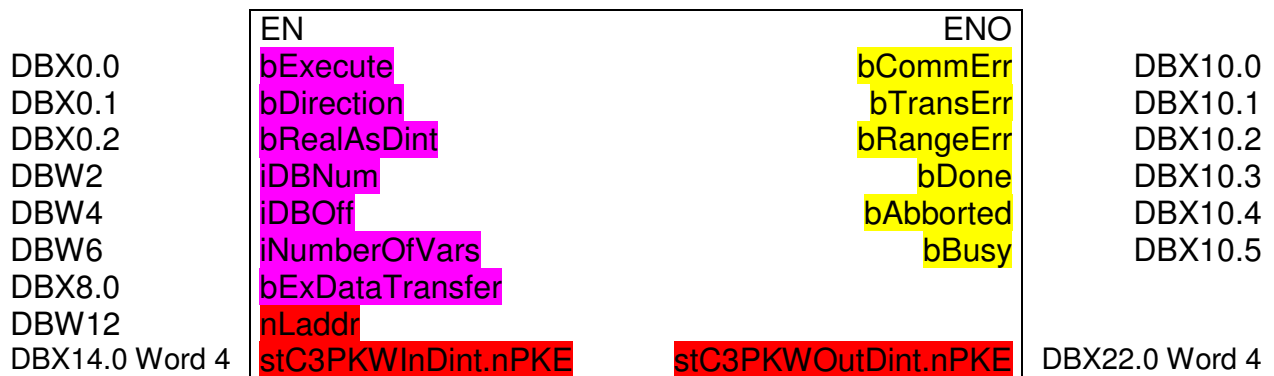 EN ENO
DBX0.0 bExecute bCommErr DBX10.0
DBX0.1 bDirection bTransErr DBX10.1
DBX0.2 bRealAsDint bRangeErr DBX10.2
DBW2 iDBNum bDone DBX10.3
DBW4 iDBOff bAbborted DBX10.4
DBW6 iNumberOfVars bBusy DBX10.5
DBX8.0 bExDataTransfer
DBW12 nLaddr
DBX14.0 Word 4 stC3PKWInDint.nPKE stC3PKWOutDint.nPKE DBX22.0 Word 4